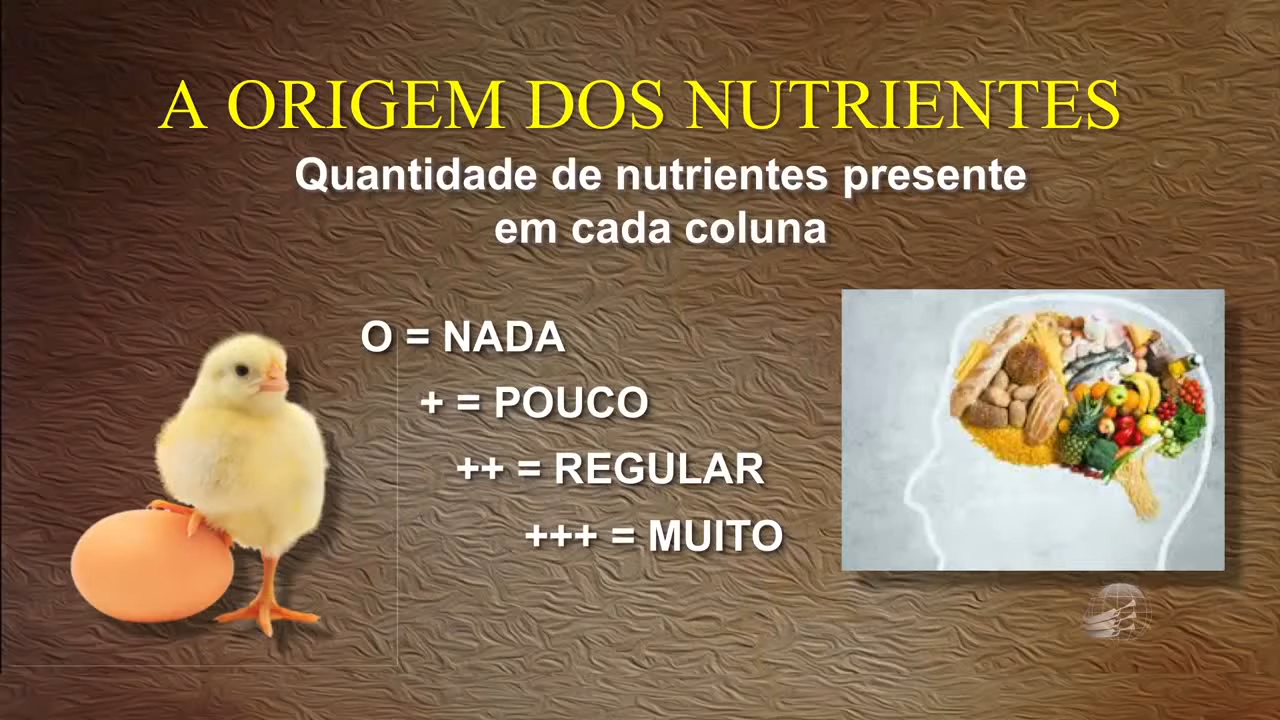 A ORIGEM DOS NUTRIENTES
Quantidade de nutrientes presente
em cada coluna
O = NADA
+ = POUCO
++ = REGULAR
+++ = MUITO